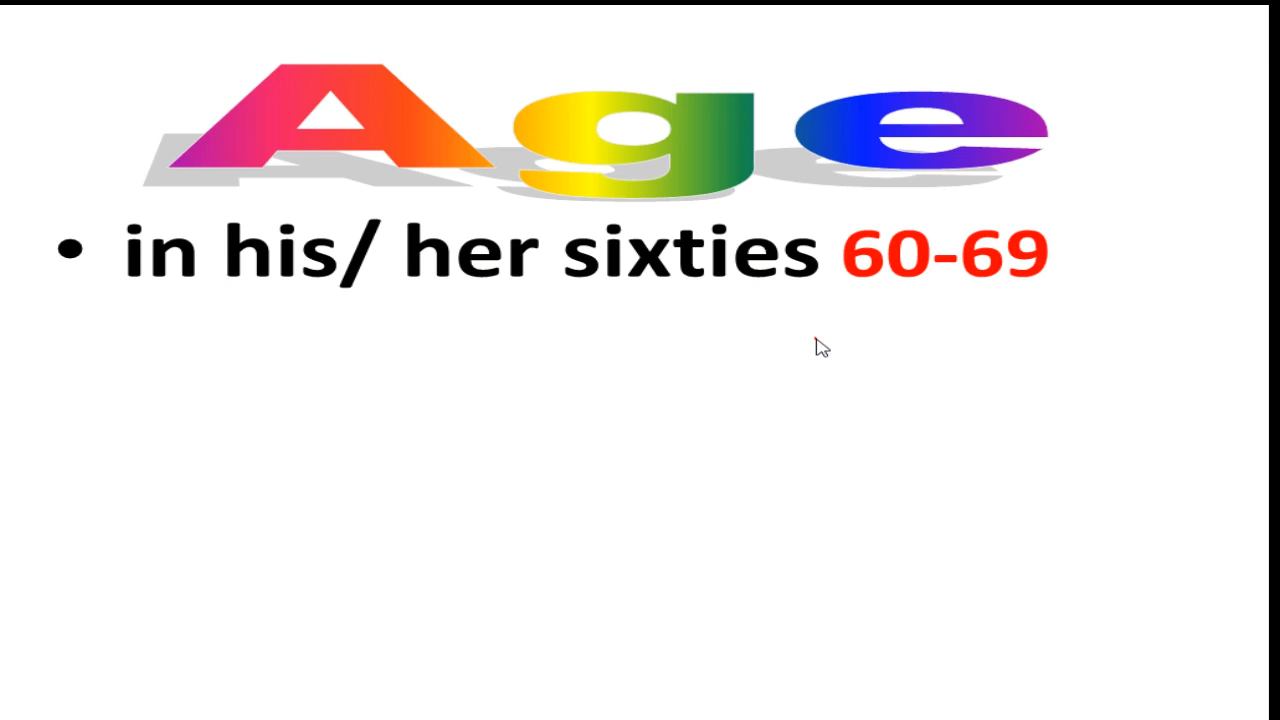 Age
• in his/ her sixties 60-69